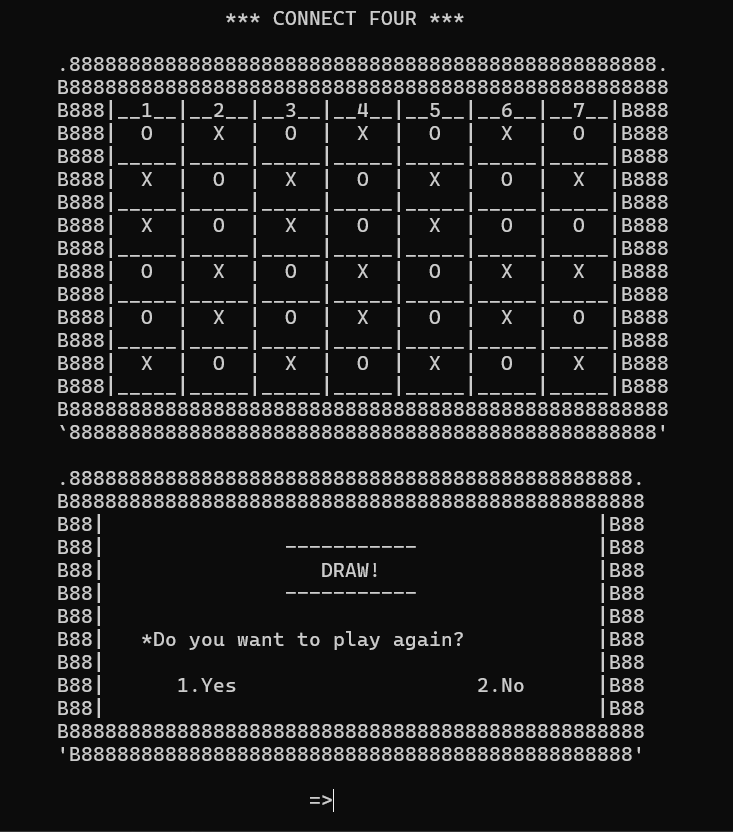 *** CONNECT FOUR ***
.8888888888888888888888888888888888888888888888888.
B88888888888888888888888888888888888888888888888888
B888|__1__|__2__|__3__|__4__|__5__|__6__|__7__|B888
B888|  O  |  X  |  O  |  X  |  O  |  X  |  O  |B888
B888|_____|_____|_____|_____|_____|_____|_____|B888
B888|  X  |  O  |  X  |  O  |  X  |  O  |  X  |B888
B888|_____|_____|_____|_____|_____|_____|_____|B888
B888|  X  |  O  |  X  |  O  |  X  |  O  |  O  |B888
B888|_____|_____|_____|_____|_____|_____|_____|B888
B888|  O  |  X  |  O  |  X  |  O  |  X  |  X  |B888
B888|_____|_____|_____|_____|_____|_____|_____|B888
B888|  O  |  X  |  O  |  X  |  O  |  X  |  O  |B888
B888|_____|_____|_____|_____|_____|_____|_____|B888
B888|  X  |  O  |  X  |  O  |  X  |  O  |  X  |B888
B888|_____|_____|_____|_____|_____|_____|_____|B888
B88888888888888888888888888888888888888888888888888
`8888888888888888888888888888888888888888888888888'
.88888888888888888888888888888888888888888888888.
B888888888888888888888888888888888888888888888888
B88|                                         |B88
B88|               -----------               |B88
B88|                  DRAW!                  |B88
B88|               -----------               |B88
B88|                                         |B88
B88|   *Do you want to play again?           |B88
B88|                                         |B88
B88|      1.Yes                    2.No      |B88
B88|                                         |B88
B888888888888888888888888888888888888888888888888
'B8888888888888888888888888888888888888888888888'
=>